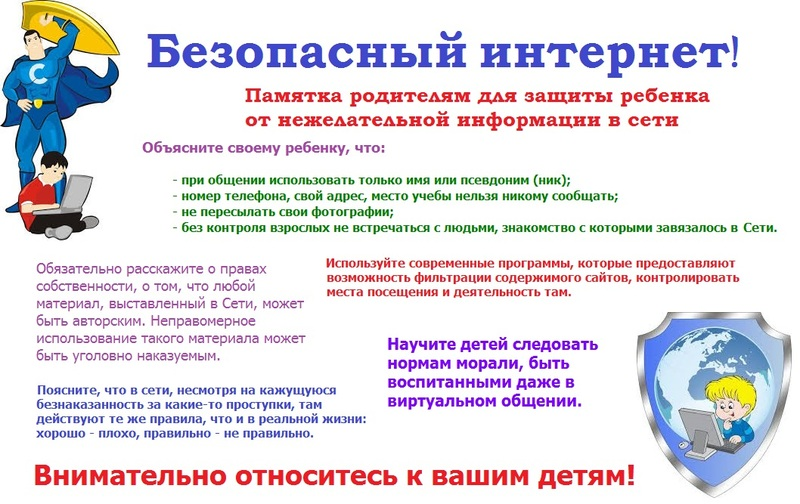 Безопасный интернет!
Памятка родителям для защиты ребенка
от нежелательной информации в сети
Объясните своему ребенку, что:
- при общении использовать только имя или псевдоним (ник);
- номер телефона, свой адрес, место учебы нельзя никому сообщать;
- не пересылать свои фотографии;
- без контроля взрослых не встречаться с людьми, знакомство с которыми завязалось в Сети.
Обязательно расскажите о правах
собственности, о том, что любой
материал, выставленный в Сети, может
быть авторским. Неправомерное
использование такого материала может
быть уголовно наказуемым.
Используйте современные программы, которые предоставляют
возможность фильтрации содержимого сайтов, контролировать
места посещения и деятельность там.
Научите детей следовать
нормам морали, быть
воспитанными даже в
виртуальном общении.
Поясните, что в сети, несмотря на кажущуюся
безнаказанность за какие-то проступки, там
действуют те же правила, что и в реальной жизни:
хорошо - плохо, правильно - не правильно.
Внимательно относитесь к вашим детям!
C